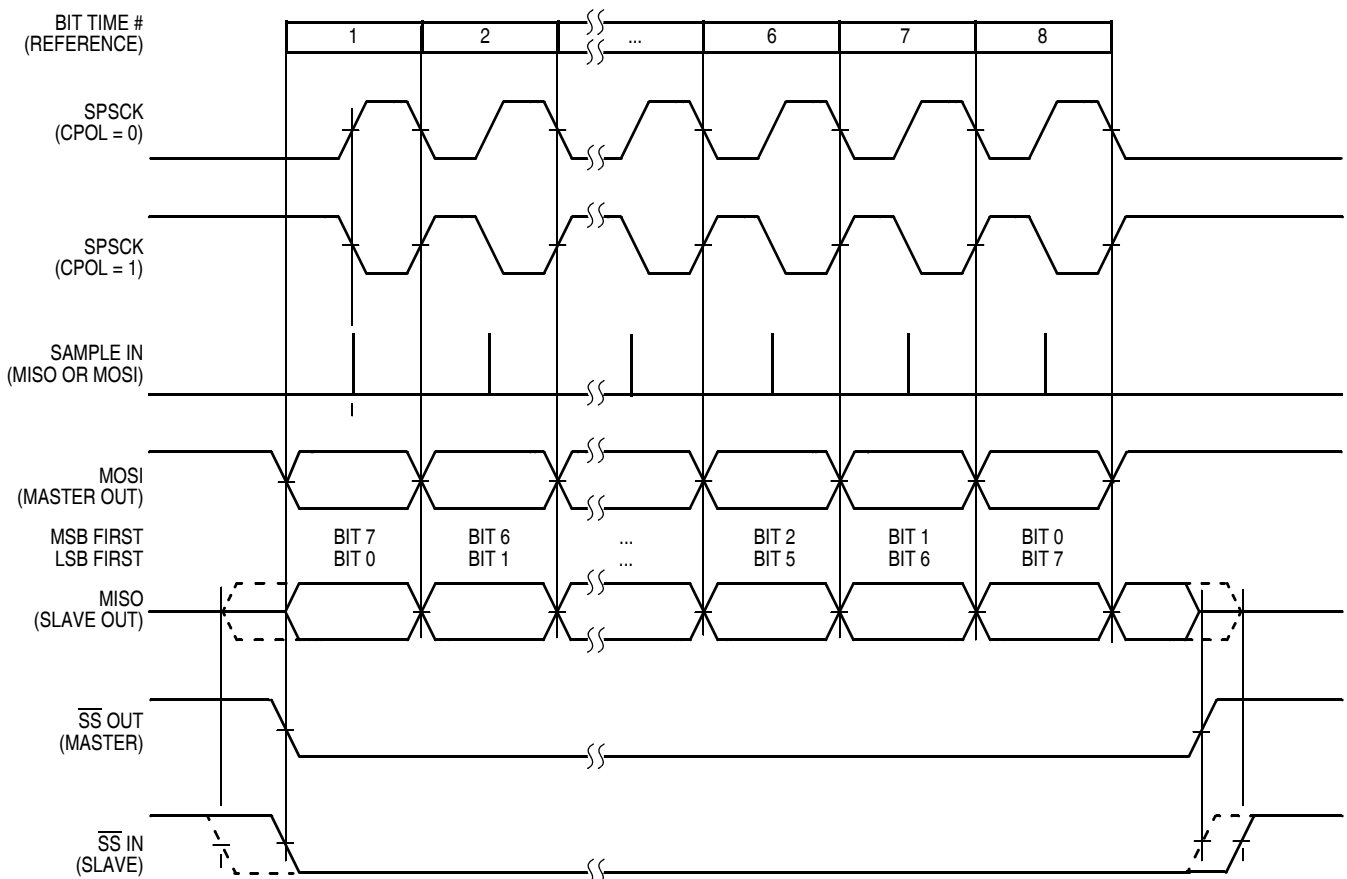 BIT TIME #
(REFERENCE)
1 2 ... 6 7 8
SPSCK
(CPOL = 0)
SPSCK
(CPOL = 1)
SAMPLE IN
(MISO OR MOSI)
MOSI
(MASTER OUT)
MSB FIRST BIT 7 BIT 6 ... BIT 2 BIT 1 BIT 0
LSB FIRST BIT 0 BIT 1 ... BIT 5 BIT 6 BIT 7
MISO
(SLAVE OUT)
SS OUT
(MASTER)
SS IN
(SLAVE)